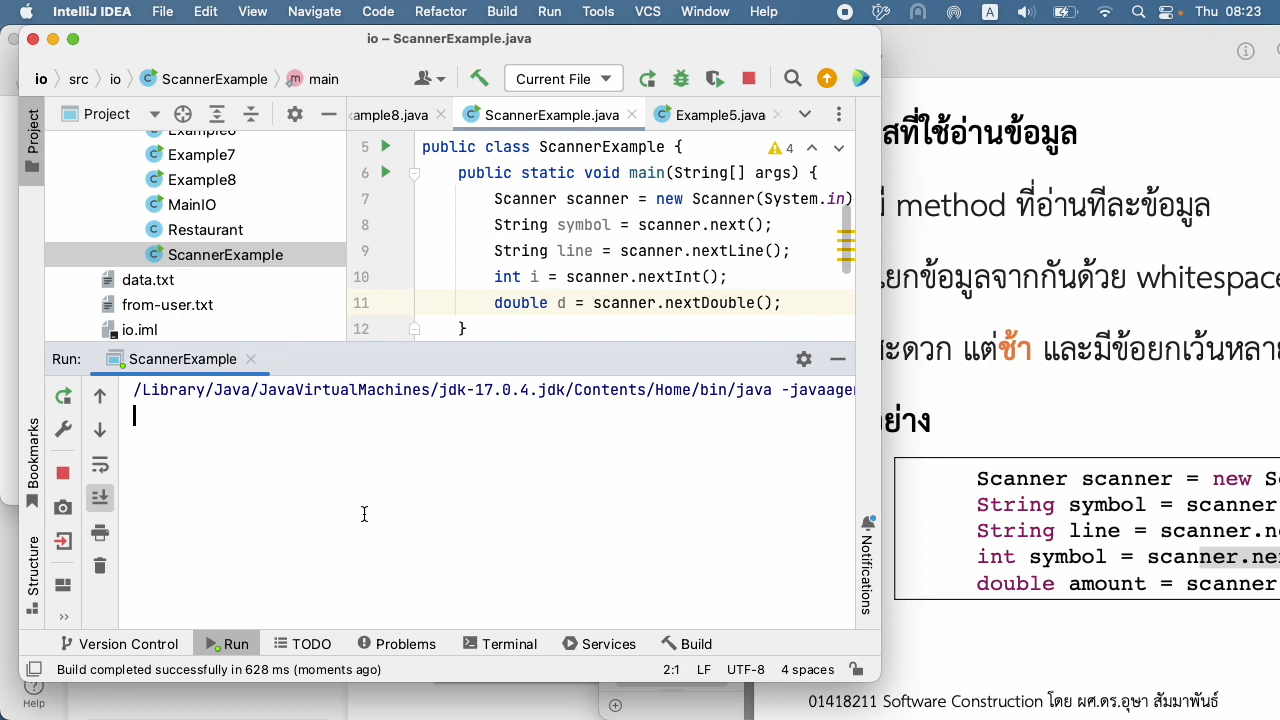 IntelliJ IDEA File Edit View Navigate Code Refactor Build Run Tools VCS Window Help A Thu 08:23
io – ScannerExample.java
io src io ScannerExample main Current File
Project ample8.java ScannerExample.java Example5.java
Project
Example7
Example8
MainIO
Restaurant
ScannerExample
data.txt
from-user.txt
io.iml
4
5 public class ScannerExample {
6 public static void main(String[] args) {
7 Scanner scanner = new Scanner(System.in)
8 String symbol = scanner.next();
9 String line = scanner.nextLine();
10 int i = scanner.nextInt();
11 double d = scanner.nextDouble();
12 }
Run: ScannerExample
/Library/Java/JavaVirtualMachines/jdk-17.0.4.jdk/Contents/Home/bin/java -javaagen
Bookmarks
Structure
Notifications
Version Control Run TODO Problems Terminal Services Build
Build completed successfully in 628 ms (moments ago) 2:1 LF UTF-8 4 spaces
Help
สที่ใช้อ่านข้อมูล
method ที่อ่านทีละข้อมูล
ยกข้อมูลจากกันด้วย whitespace
สะดวก แต่ช้า และมีข้อยกเว้นหลาย
ย่าง
Scanner scanner = new Sc
String symbol = scanner
String line = scanner.ne
int symbol = scanner.nex
double amount = scanner
01418211 Software Construction โดย ผศ.ดร.อุษา สัมมาพันธ์